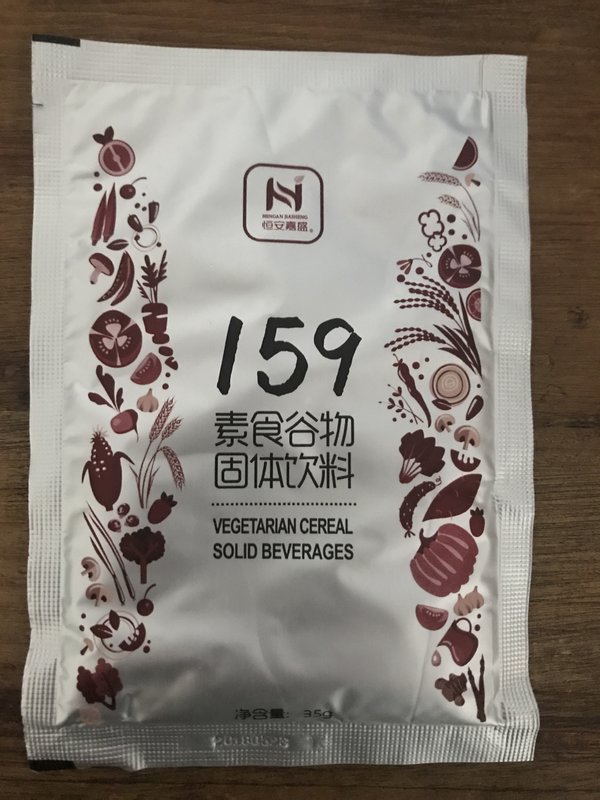 HENGAN JIASHENG
恒安嘉盛®
159
素食谷物
固体饮料
VEGETARIAN CEREAL
SOLID BEVERAGES
净含量: 35g